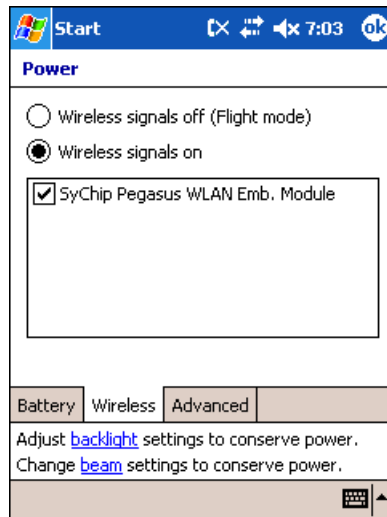 Start 7:03 ok
Power
Wireless signals off (Flight mode)
Wireless signals on
SyChip Pegasus WLAN Emb. Module
Battery Wireless Advanced
Adjust backlight settings to conserve power.
Change beam settings to conserve power.